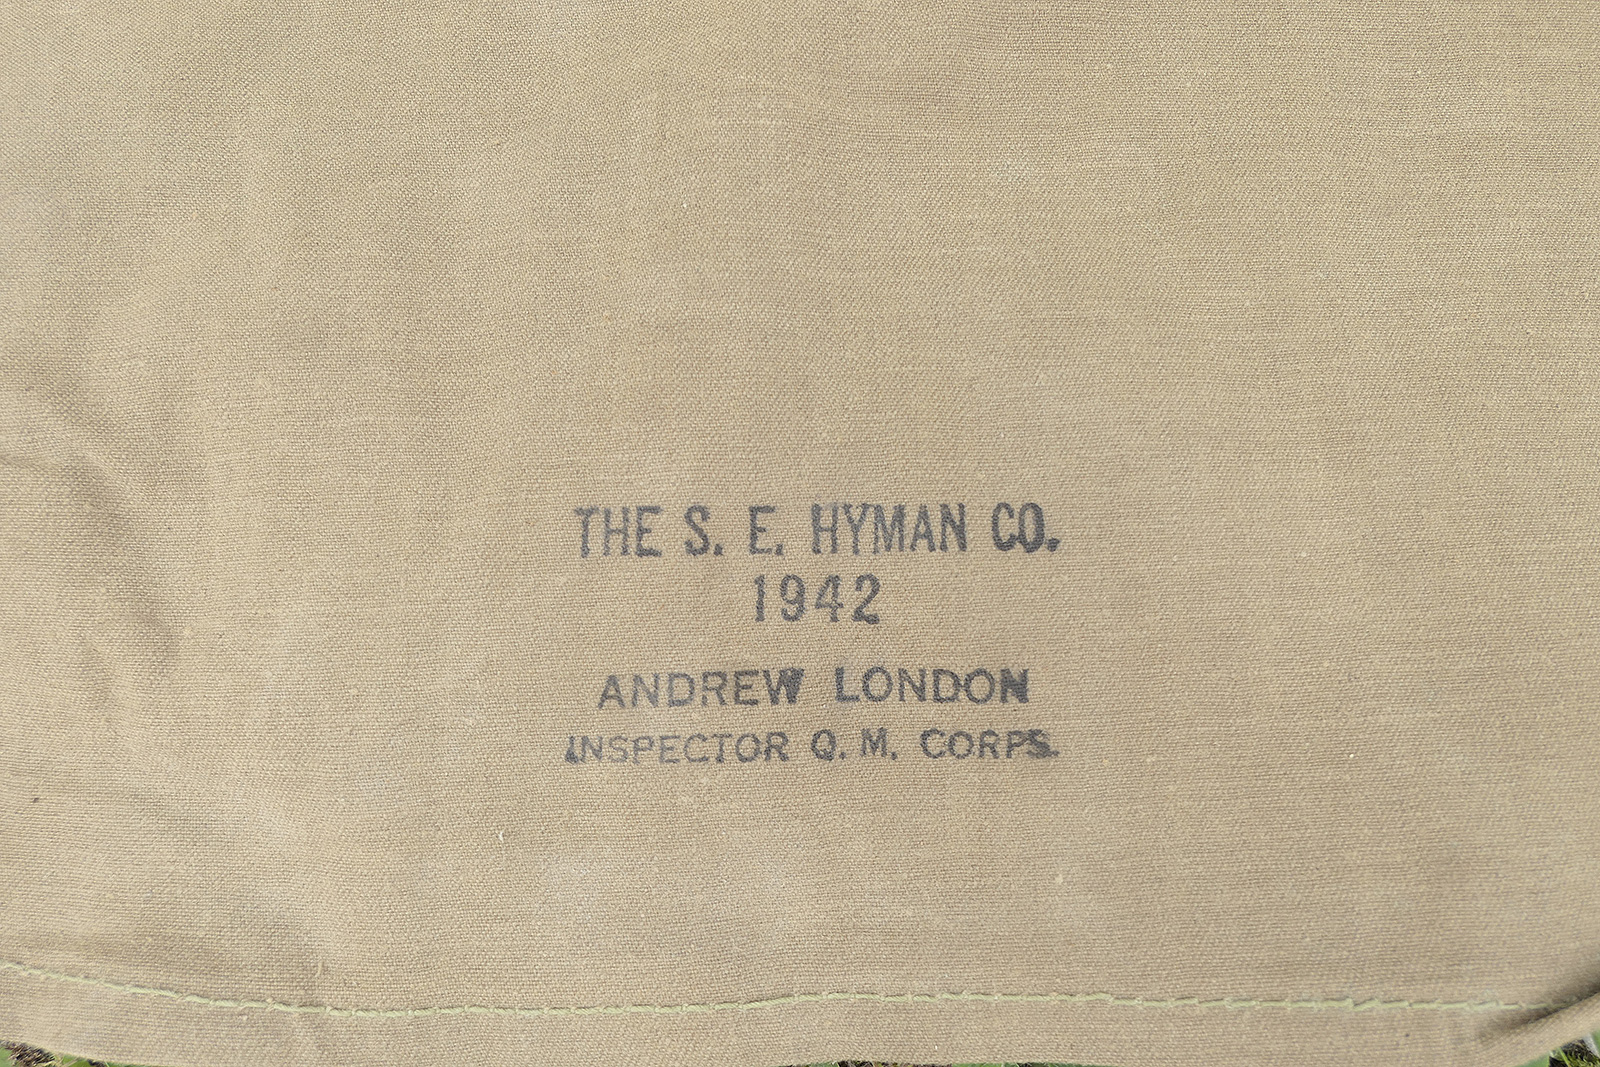 THE S. E. HYMAN CO.
1942
ANDREW LONDON
INSPECTOR Q. M. CORPS.